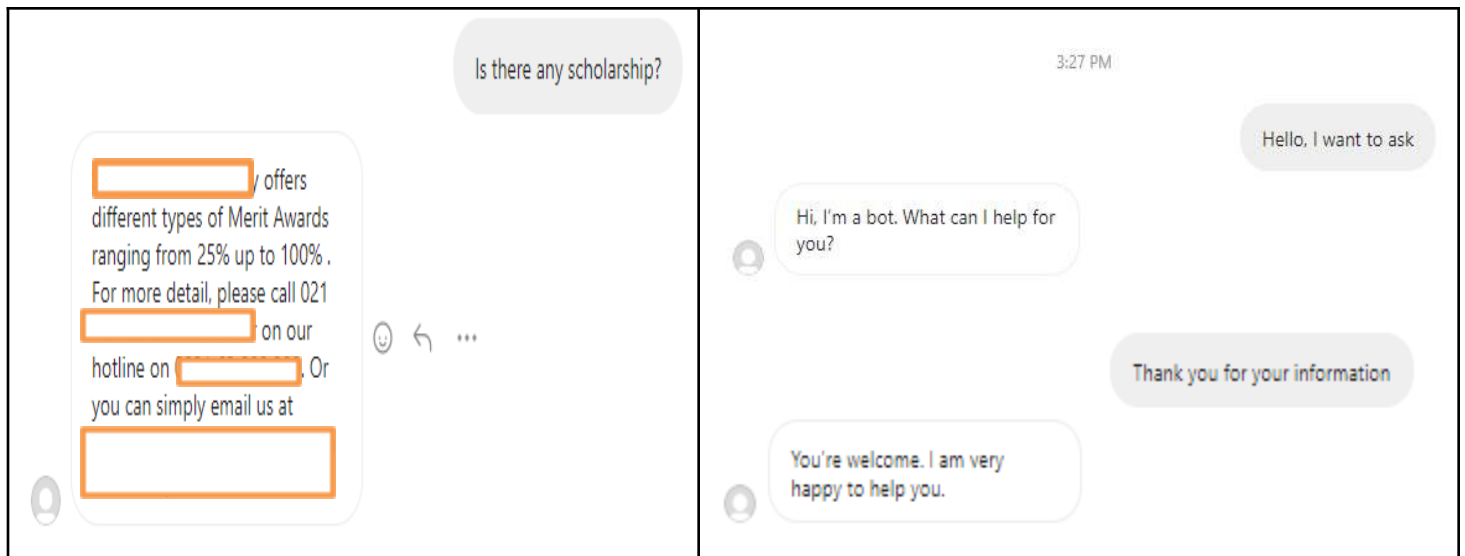 Is there any scholarship?
offers
different types of Merit Awards
ranging from 25% up to 100% .
For more detail, please call 021
on our
hotline on . Or
you can simply email us at
3:27 PM
Hello, I want to ask
Hi, I'm a bot. What can I help for
you?
Thank you for your information
You're welcome. I am very
happy to help you.